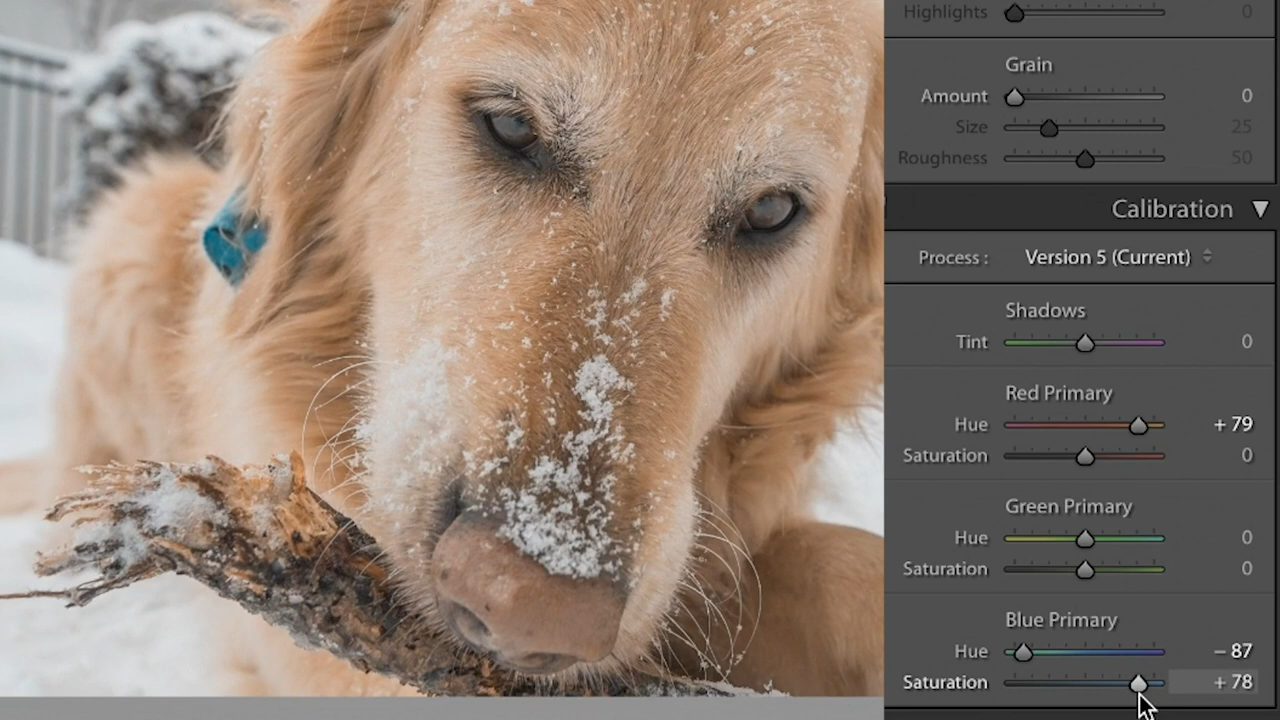 Highlights 0
Grain
Amount 0
Size 25
Roughness 50
Calibration
Process : Version 5 (Current)
Shadows
Tint 0
Red Primary
Hue + 79
Saturation 0
Green Primary
Hue 0
Saturation 0
Blue Primary
Hue – 87
Saturation + 78